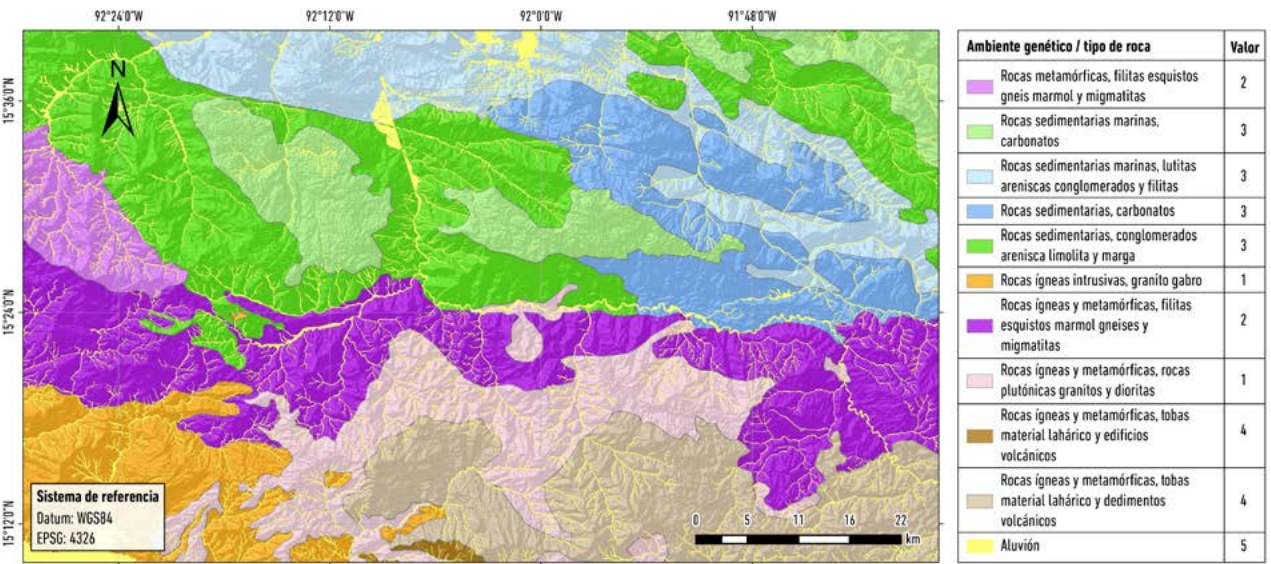 92°24'0"W 92°12'0"W 92°0'0"W 91°48'0"W
15°36'0"N
15°24'0"N
15°12'0"N
N
Sistema de referencia
Datum: WGS84
EPSG: 4326
0 5 11 16 22
km
Ambiente genético / tipo de roca Valor
Rocas metamórficas, filitas esquistos
gneis marmol y migmatitas
2
Rocas sedimentarias marinas,
carbonatos
3
Rocas sedimentarias marinas, lutitas
areniscas conglomerados y filitas
3
Rocas sedimentarias, carbonatos 3
Rocas sedimentarias, conglomerados
arenisca limolita y marga
3
Rocas ígneas intrusivas, granito gabro 1
Rocas ígneas y metamórficas, filitas
esquistos marmol gneises y
migmatitas
2
Rocas ígneas y metamórficas, rocas
plutónicas granitos y dioritas
1
Rocas ígneas y metamórficas, tobas
material lahárico y edificios
volcánicos
4
Rocas ígneas y metamórficas, tobas
material lahárico y dedimentos
volcánicos
4
Aluvión 5